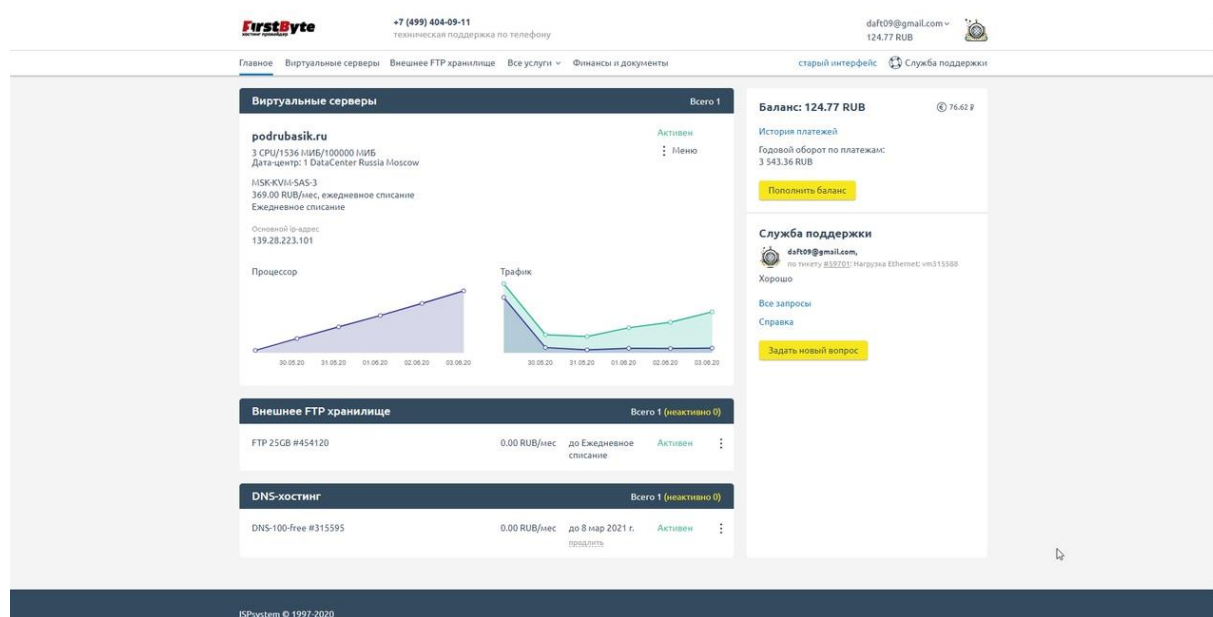 FirstByte
хостинг провайдер
+7 (499) 404-09-11
техническая поддержка по телефону
daft09@gmail.com
124.77 RUB
Главное Виртуальные серверы Внешнее FTP хранилище Все услуги Финансы и документы
старый интерфейс Служба поддержки
Виртуальные серверы Всего 1
podrubasik.ru Активен
3 CPU/1536 МИБ/100000 МИБ Меню
Дата-центр: 1 DataCenter Russia Moscow
MSK-KVM-SAS-3
369.00 RUB/мес, ежедневное списание
Ежедневное списание
Основной ip-адрес
139.28.223.101
Процессор Трафик
30.05.20 31.05.20 01.06.20 02.06.20 03.06.20
30.05.20 31.05.20 01.06.20 02.06.20 03.06.20
Внешнее FTP хранилище Всего 1 (неактивно 0)
FTP 25GB #454120 0.00 RUB/мес до Ежедневное списание Активен
DNS-хостинг Всего 1 (неактивно 0)
DNS-100-free #315595 0.00 RUB/мес до 8 мар 2021 г. Активен
продлить
Баланс: 124.77 RUB 76.62 ₽
История платежей
Годовой оборот по платежам:
3 543.36 RUB
Пополнить баланс
Служба поддержки
daft09@gmail.com,
по тикету #59701: Нагрузка Ethernet: vm315588
Хорошо
Все запросы
Справка
Задать новый вопрос
ISPsystem © 1997-2020